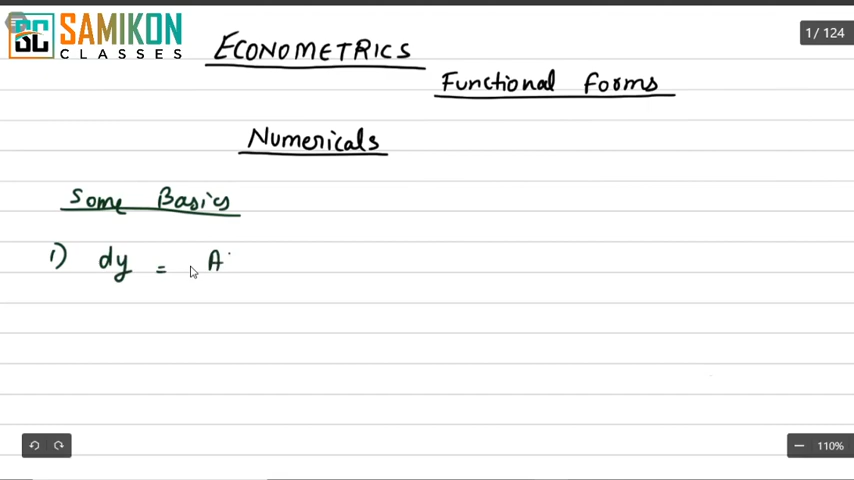 SC SAMIKON
CLASSES
ECONOMETRICS
1 / 124
Functional Forms
Numericals
Some Basics
1) dy = A
110%